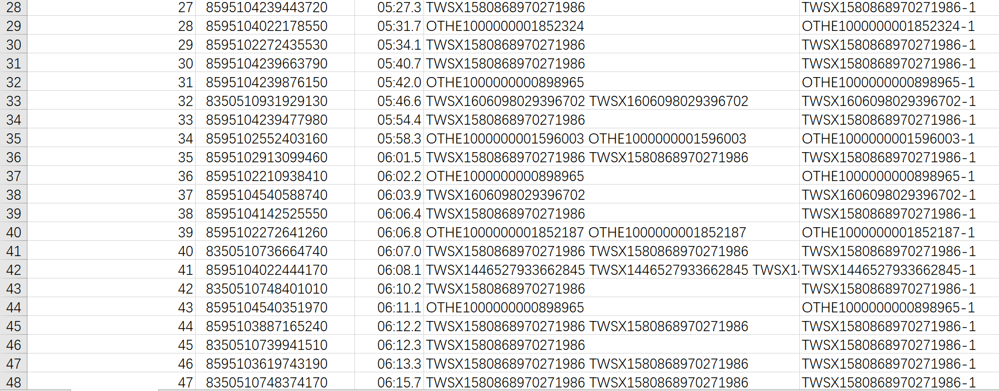 28 27 8595104239443720 05:27.3 TWSX1580868970271986 TWSX1580868970271986-1
29 28 8595104022178550 05:31.7 OTHE1000000001852324 OTHE1000000001852324-1
30 29 8595102272435530 05:34.1 TWSX1580868970271986 TWSX1580868970271986-1
31 30 8595104239663790 05:40.7 TWSX1580868970271986 TWSX1580868970271986-1
32 31 8595104239876150 05:42.0 OTHE1000000000898965 OTHE1000000000898965-1
33 32 8350510931929130 05:46.6 TWSX1606098029396702 TWSX1606098029396702 TWSX1606098029396702-1
34 33 8595104239477980 05:54.4 TWSX1580868970271986 TWSX1580868970271986-1
35 34 8595102552403160 05:58.3 OTHE1000000001596003 OTHE1000000001596003 OTHE1000000001596003-1
36 35 8595102913099460 06:01.5 TWSX1580868970271986 TWSX1580868970271986 TWSX1580868970271986-1
37 36 8595102210938410 06:02.2 OTHE1000000000898965 OTHE1000000000898965-1
38 37 8595104540588740 06:03.9 TWSX1606098029396702 TWSX1606098029396702-1
39 38 8595104142525550 06:06.4 TWSX1580868970271986 TWSX1580868970271986-1
40 39 8595102272641260 06:06.8 OTHE1000000001852187 OTHE1000000001852187 OTHE1000000001852187-1
41 40 8350510736664740 06:07.0 TWSX1580868970271986 TWSX1580868970271986 TWSX1580868970271986-1
42 41 8595104022444170 06:08.1 TWSX1446527933662845 TWSX1446527933662845 TWSX14 TWSX1446527933662845-1
43 42 8350510748401010 06:10.2 TWSX1580868970271986 TWSX1580868970271986-1
44 43 8595104540351970 06:11.1 OTHE1000000000898965 OTHE1000000000898965-1
45 44 8595103887165240 06:12.2 TWSX1580868970271986 TWSX1580868970271986 TWSX1580868970271986-1
46 45 8350510739941510 06:12.3 TWSX1580868970271986 TWSX1580868970271986-1
47 46 8595103619743190 06:13.3 TWSX1580868970271986 TWSX1580868970271986 TWSX1580868970271986-1
48 47 8350510748374170 06:15.7 TWSX1580868970271986 TWSX1580868970271986 TWSX1580868970271986-1